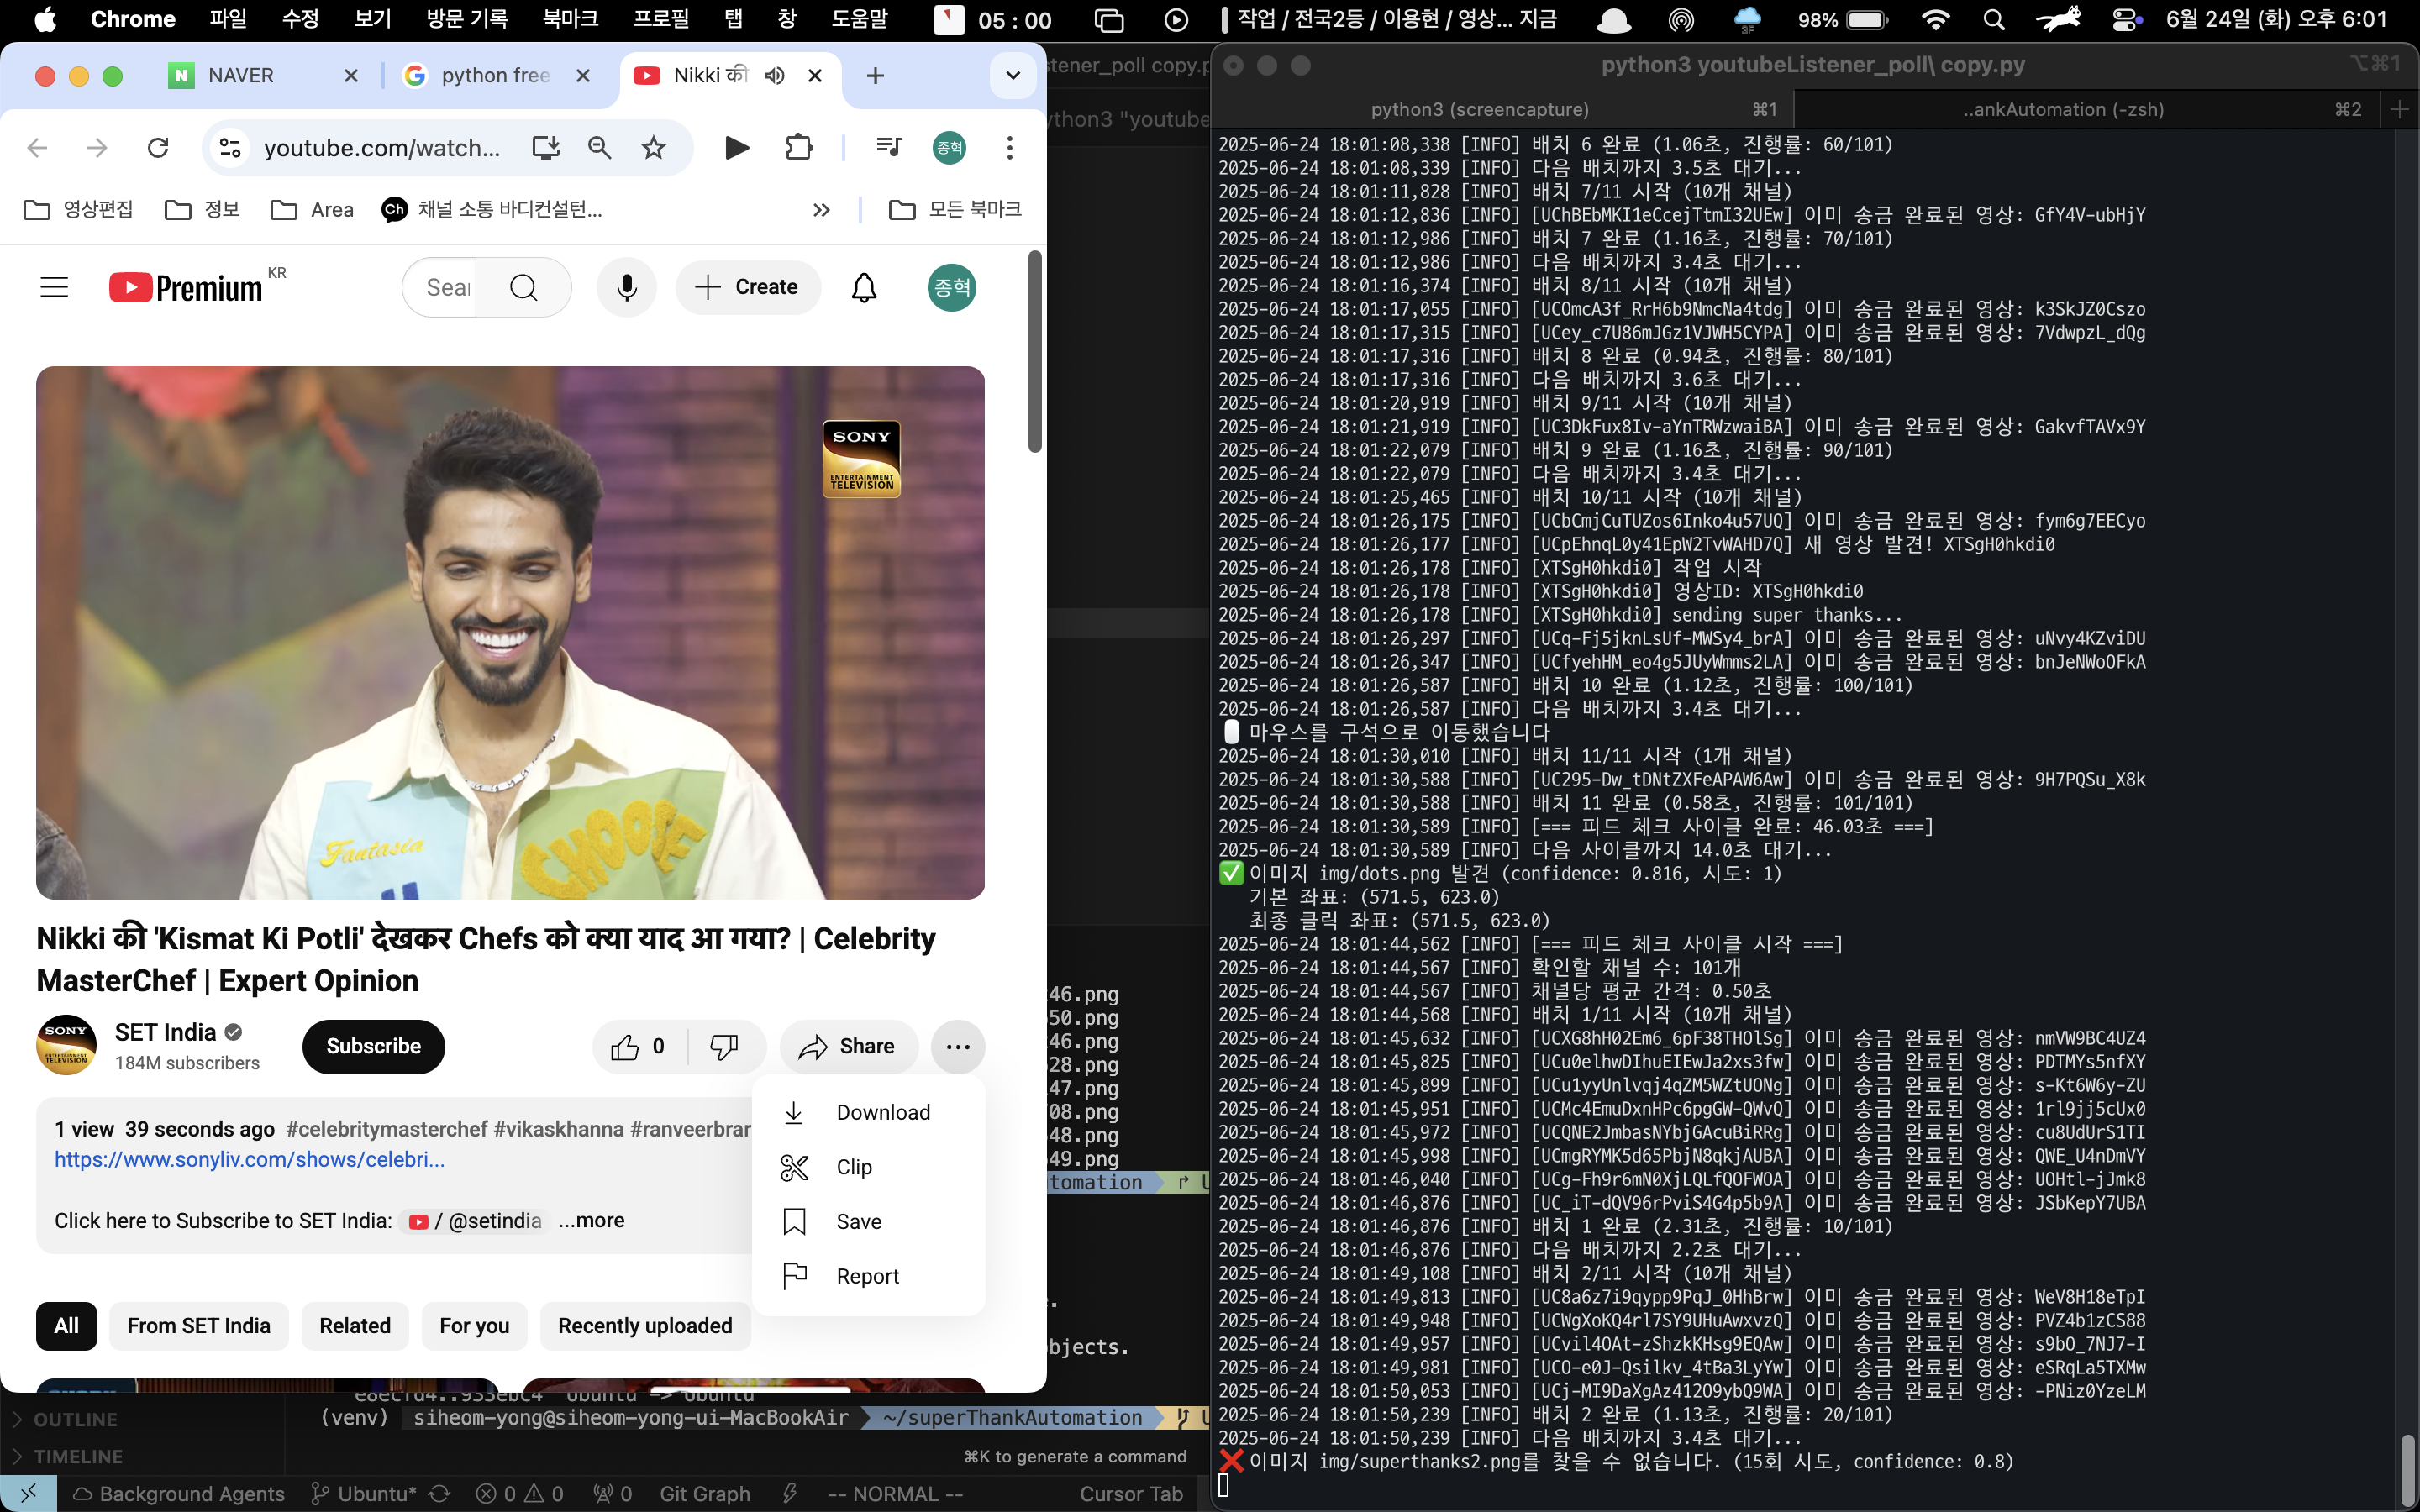 Chrome 파일 수정 보기 방문 기록 북마크 프로필 탭 창 도움말 05 : 00 작업 / 전국2등 / 이용현 / 영상... 지금 3F 98% 6월 24일 (화) 오후 6:01
NAVER python free Nikki की
youtube.com/watch... 종혁
영상편집 정보 Area Ch 채널 소통 바디컨설턴... 모든 북마크
Premium KR Sear Create 종혁
SONY
ENTERTAINMENT
TELEVISION
Fantasia
CHOOSE
Nikki की 'Kismat Ki Potli' देखकर Chefs को क्या याद आ गया? | Celebrity
MasterChef | Expert Opinion
SET India
184M subscribers
Subscribe
0
Share
Download
Clip
Save
Report
1 view 39 seconds ago #celebritymasterchef #vikaskhanna #ranveerbrar
https://www.sonyliv.com/shows/celebri...
Click here to Subscribe to SET India: / @setindia ...more
All From SET India Related For you Recently uploaded
stener_poll copy.p
ython3 "youtube
46.png
50.png
46.png
28.png
47.png
08.png
48.png
49.png
tomation
bjects.
e8ecfd4..933ebc4 Ubuntu -> Ubuntu
(venv) siheom-yong@siheom-yong-ui-MacBookAir ~/superThankAutomation
OUTLINE
TIMELINE
⌘K to generate a command
Background Agents Ubuntu* 0 0 0 Git Graph -- NORMAL -- Cursor Tab
python3 youtubeListener_poll\ copy.py ⌥⌘1
python3 (screencapture) ⌘1 ..ankAutomation (-zsh) ⌘2
2025-06-24 18:01:08,338 [INFO] 배치 6 완료 (1.06초, 진행률: 60/101)
2025-06-24 18:01:08,339 [INFO] 다음 배치까지 3.5초 대기...
2025-06-24 18:01:11,828 [INFO] 배치 7/11 시작 (10개 채널)
2025-06-24 18:01:12,836 [INFO] [UChBEbMKI1eCcejTtmI32UEw] 이미 송금 완료된 영상: GfY4V-ubHjY
2025-06-24 18:01:12,986 [INFO] 배치 7 완료 (1.16초, 진행률: 70/101)
2025-06-24 18:01:12,986 [INFO] 다음 배치까지 3.4초 대기...
2025-06-24 18:01:16,374 [INFO] 배치 8/11 시작 (10개 채널)
2025-06-24 18:01:17,055 [INFO] [UCOmcA3f_RrH6b9NmcNa4tdg] 이미 송금 완료된 영상: k3SkJZ0Cszo
2025-06-24 18:01:17,315 [INFO] [UCey_c7U86mJGz1VJWH5CYPA] 이미 송금 완료된 영상: 7VdwpzL_dQg
2025-06-24 18:01:17,316 [INFO] 배치 8 완료 (0.94초, 진행률: 80/101)
2025-06-24 18:01:17,316 [INFO] 다음 배치까지 3.6초 대기...
2025-06-24 18:01:20,919 [INFO] 배치 9/11 시작 (10개 채널)
2025-06-24 18:01:21,919 [INFO] [UC3DkFux8Iv-aYnTRWzwaiBA] 이미 송금 완료된 영상: GakvfTAVx9Y
2025-06-24 18:01:22,079 [INFO] 배치 9 완료 (1.16초, 진행률: 90/101)
2025-06-24 18:01:22,079 [INFO] 다음 배치까지 3.4초 대기...
2025-06-24 18:01:25,465 [INFO] 배치 10/11 시작 (10개 채널)
2025-06-24 18:01:26,175 [INFO] [UCbCmjCuTUZos6Inko4u57UQ] 이미 송금 완료된 영상: fym6g7EECyo
2025-06-24 18:01:26,177 [INFO] [UCpEhnqL0y41EpW2TvWAHD7Q] 새 영상 발견! XTSgH0hkdi0
2025-06-24 18:01:26,178 [INFO] [XTSgH0hkdi0] 작업 시작
2025-06-24 18:01:26,178 [INFO] [XTSgH0hkdi0] 영상ID: XTSgH0hkdi0
2025-06-24 18:01:26,178 [INFO] [XTSgH0hkdi0] sending super thanks...
2025-06-24 18:01:26,297 [INFO] [UCq-Fj5jknLsUf-MWSy4_brA] 이미 송금 완료된 영상: uNvy4KZviDU
2025-06-24 18:01:26,347 [INFO] [UCfyehHM_eo4g5JUyWmms2LA] 이미 송금 완료된 영상: bnJeNWoOFkA
2025-06-24 18:01:26,587 [INFO] 배치 10 완료 (1.12초, 진행률: 100/101)
2025-06-24 18:01:26,587 [INFO] 다음 배치까지 3.4초 대기...
마우스를 구석으로 이동했습니다
2025-06-24 18:01:30,010 [INFO] 배치 11/11 시작 (1개 채널)
2025-06-24 18:01:30,588 [INFO] [UC295-Dw_tDNtZXFeAPAW6Aw] 이미 송금 완료된 영상: 9H7PQSu_X8k
2025-06-24 18:01:30,588 [INFO] 배치 11 완료 (0.58초, 진행률: 101/101)
2025-06-24 18:01:30,589 [INFO] [=== 피드 체크 사이클 완료: 46.03초 ===]
2025-06-24 18:01:30,589 [INFO] 다음 사이클까지 14.0초 대기...
✅ 이미지 img/dots.png 발견 (confidence: 0.816, 시도: 1)
기본 좌표: (571.5, 623.0)
최종 클릭 좌표: (571.5, 623.0)
2025-06-24 18:01:44,562 [INFO] [=== 피드 체크 사이클 시작 ===]
2025-06-24 18:01:44,567 [INFO] 확인할 채널 수: 101개
2025-06-24 18:01:44,567 [INFO] 채널당 평균 간격: 0.50초
2025-06-24 18:01:44,568 [INFO] 배치 1/11 시작 (10개 채널)
2025-06-24 18:01:45,632 [INFO] [UCXG8hH02Em6_6pF38THOlSg] 이미 송금 완료된 영상: nmVW9BC4UZ4
2025-06-24 18:01:45,825 [INFO] [UCu0elhwDIhuEIEwJa2xs3fw] 이미 송금 완료된 영상: PDTMYs5nfXY
2025-06-24 18:01:45,899 [INFO] [UCu1yyUnlvqj4qZM5WZtUONg] 이미 송금 완료된 영상: s-Kt6W6y-ZU
2025-06-24 18:01:45,951 [INFO] [UCMc4EmuDxnHPc6pgGW-QWvQ] 이미 송금 완료된 영상: 1rl9jj5cUx0
2025-06-24 18:01:45,972 [INFO] [UCQNE2JmbasNYbjGAcuBiRRg] 이미 송금 완료된 영상: cu8UdUrS1TI
2025-06-24 18:01:45,998 [INFO] [UCmgRYMK5d65PbjN8qkjAUBA] 이미 송금 완료된 영상: QWE_U4nDmVY
2025-06-24 18:01:46,040 [INFO] [UCg-Fh9r6mN0XjLQLfQOFWOA] 이미 송금 완료된 영상: UOHtl-jJmk8
2025-06-24 18:01:46,876 [INFO] [UC_iT-dQV96rPviS4G4p5b9A] 이미 송금 완료된 영상: JSbKepY7UBA
2025-06-24 18:01:46,876 [INFO] 배치 1 완료 (2.31초, 진행률: 10/101)
2025-06-24 18:01:46,876 [INFO] 다음 배치까지 2.2초 대기...
2025-06-24 18:01:49,108 [INFO] 배치 2/11 시작 (10개 채널)
2025-06-24 18:01:49,813 [INFO] [UC8a6z7i9qypp9PqJ_0HhBrw] 이미 송금 완료된 영상: WeV8H18eTpI
2025-06-24 18:01:49,948 [INFO] [UCWgXoKQ4rl7SY9UHuAwxvzQ] 이미 송금 완료된 영상: PVZ4b1zCS88
2025-06-24 18:01:49,957 [INFO] [UCvil4OAt-zShzkKHsg9EQAw] 이미 송금 완료된 영상: s9bO_7NJ7-I
2025-06-24 18:01:49,981 [INFO] [UCO-e0J-Qsilkv_4tBa3LyYw] 이미 송금 완료된 영상: eSRqLa5TXMw
2025-06-24 18:01:50,053 [INFO] [UCj-MI9DaXgAz412O9ybQ9WA] 이미 송금 완료된 영상: -PNiz0YzeLM
2025-06-24 18:01:50,239 [INFO] 배치 2 완료 (1.13초, 진행률: 20/101)
2025-06-24 18:01:50,239 [INFO] 다음 배치까지 3.4초 대기...
❌ 이미지 img/superthanks2.png를 찾을 수 없습니다. (15회 시도, confidence: 0.8)